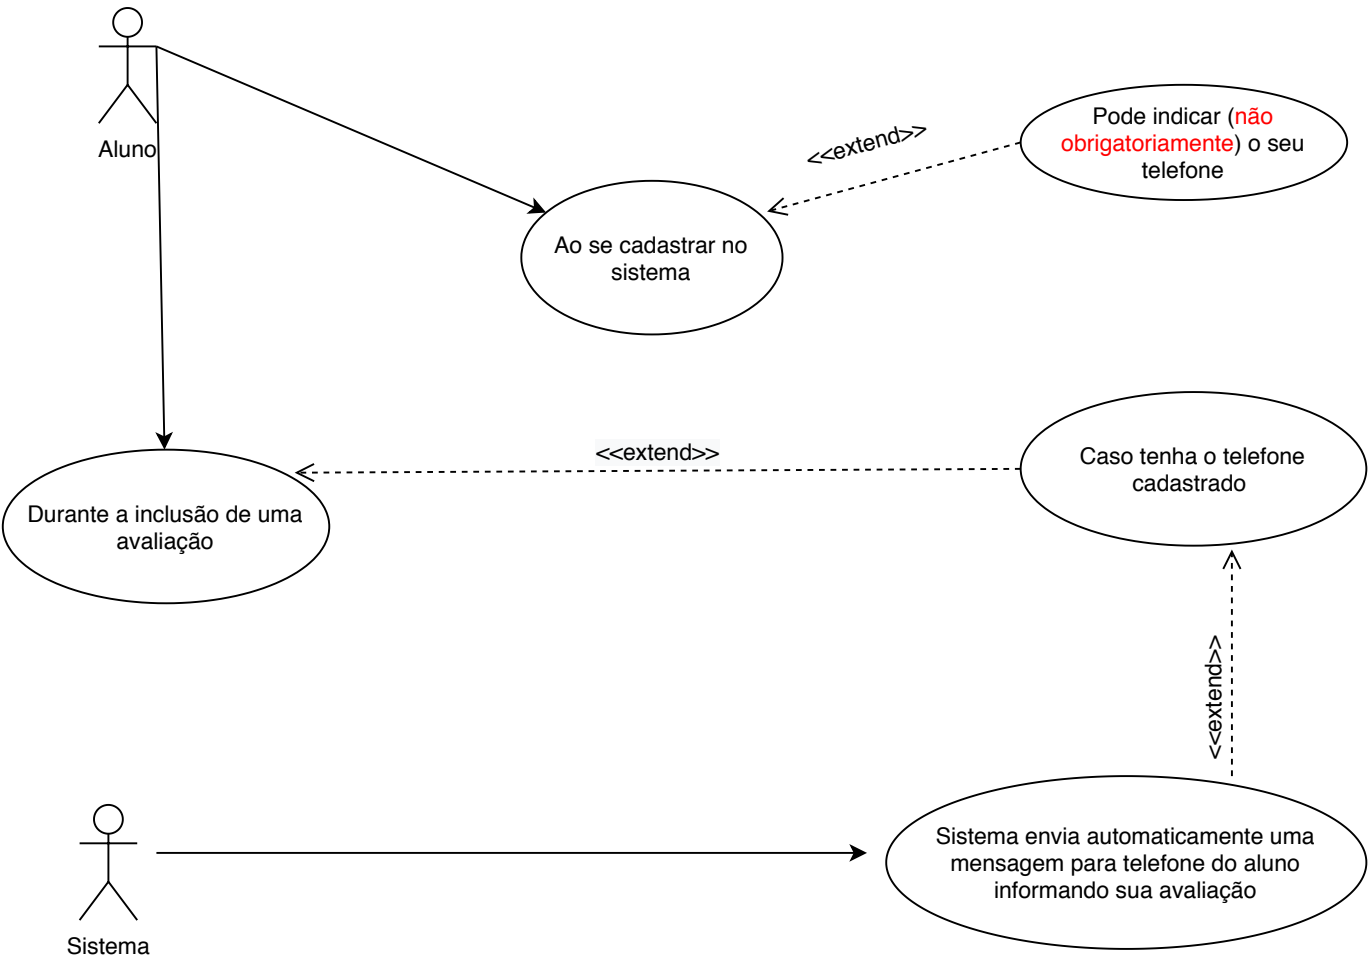 Aluno
Pode indicar (não
obrigatoriamente) o seu
telefone
<<extend>>
Ao se cadastrar no
sistema
<<extend>>
Caso tenha o telefone
cadastrado
Durante a inclusão de uma
avaliação
<<extend>>
Sistema envia automaticamente uma
mensagem para telefone do aluno
informando sua avaliação
Sistema